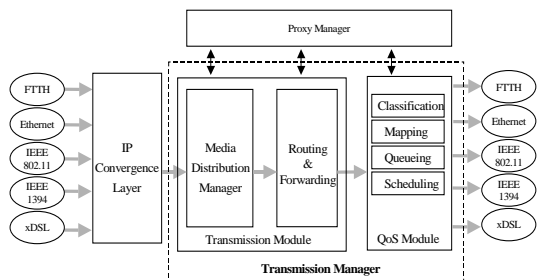 Proxy Manager
FTTH
Ethernet
IEEE
802.11
IEEE
1394
xDSL
IP
Convergence
Layer
Media
Distribution
Manager
Routing
&
Forwarding
Transmission Module
Classification
Mapping
Queueing
Scheduling
QoS Module
Transmission Manager
FTTH
Ethernet
IEEE
802.11
IEEE
1394
xDSL